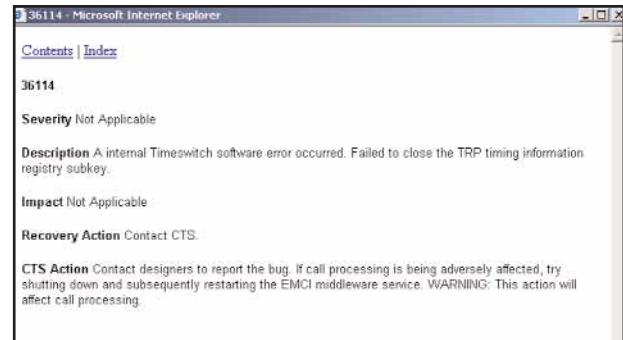 36114 - Microsoft Internet Explorer
Contents | Index
36114
Severity Not Applicable
Description A internal Timeswitch software error occurred. Failed to close the TRP timing information
registry subkey.
Impact Not Applicable
Recovery Action Contact CTS.
CTS Action Contact designers to report the bug. If call processing is being adversely affected, try
shutting down and subsequently restarting the EMCI middleware service. WARNING: This action will
affect call processing.